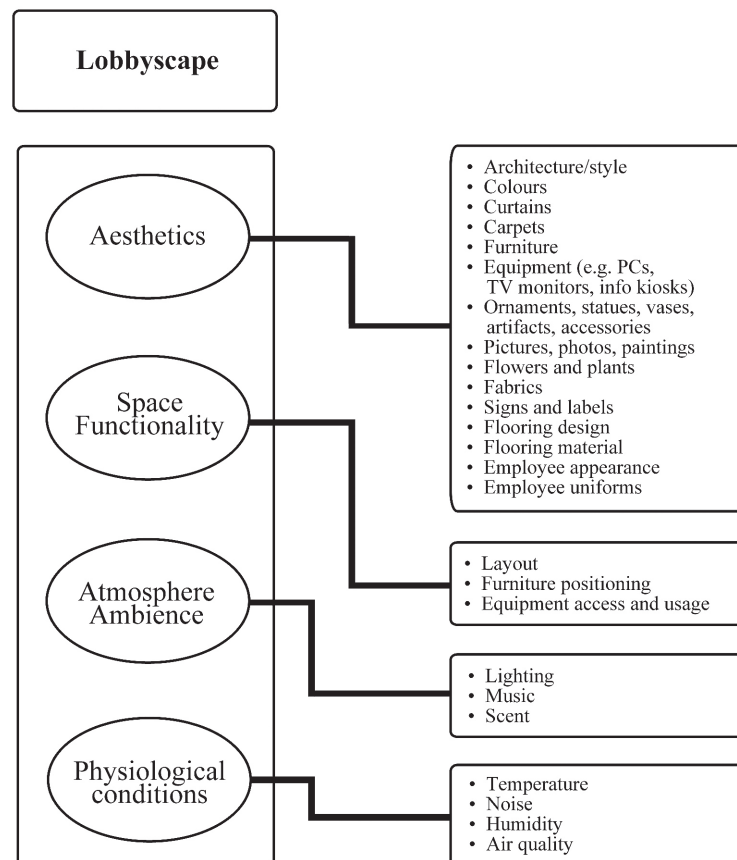 Lobbyscape
Aesthetics
• Architecture/style
• Colours
• Curtains
• Carpets
• Furniture
• Equipment (e.g. PCs,
TV monitors, info kiosks)
• Ornaments, statues, vases,
artifacts, accessories
• Pictures, photos, paintings
• Flowers and plants
• Fabrics
• Signs and labels
• Flooring design
• Flooring material
• Employee appearance
• Employee uniforms
Space
Functionality
• Layout
• Furniture positioning
• Equipment access and usage
Atmosphere
Ambience
• Lighting
• Music
• Scent
Physiological
conditions
• Temperature
• Noise
• Humidity
• Air quality